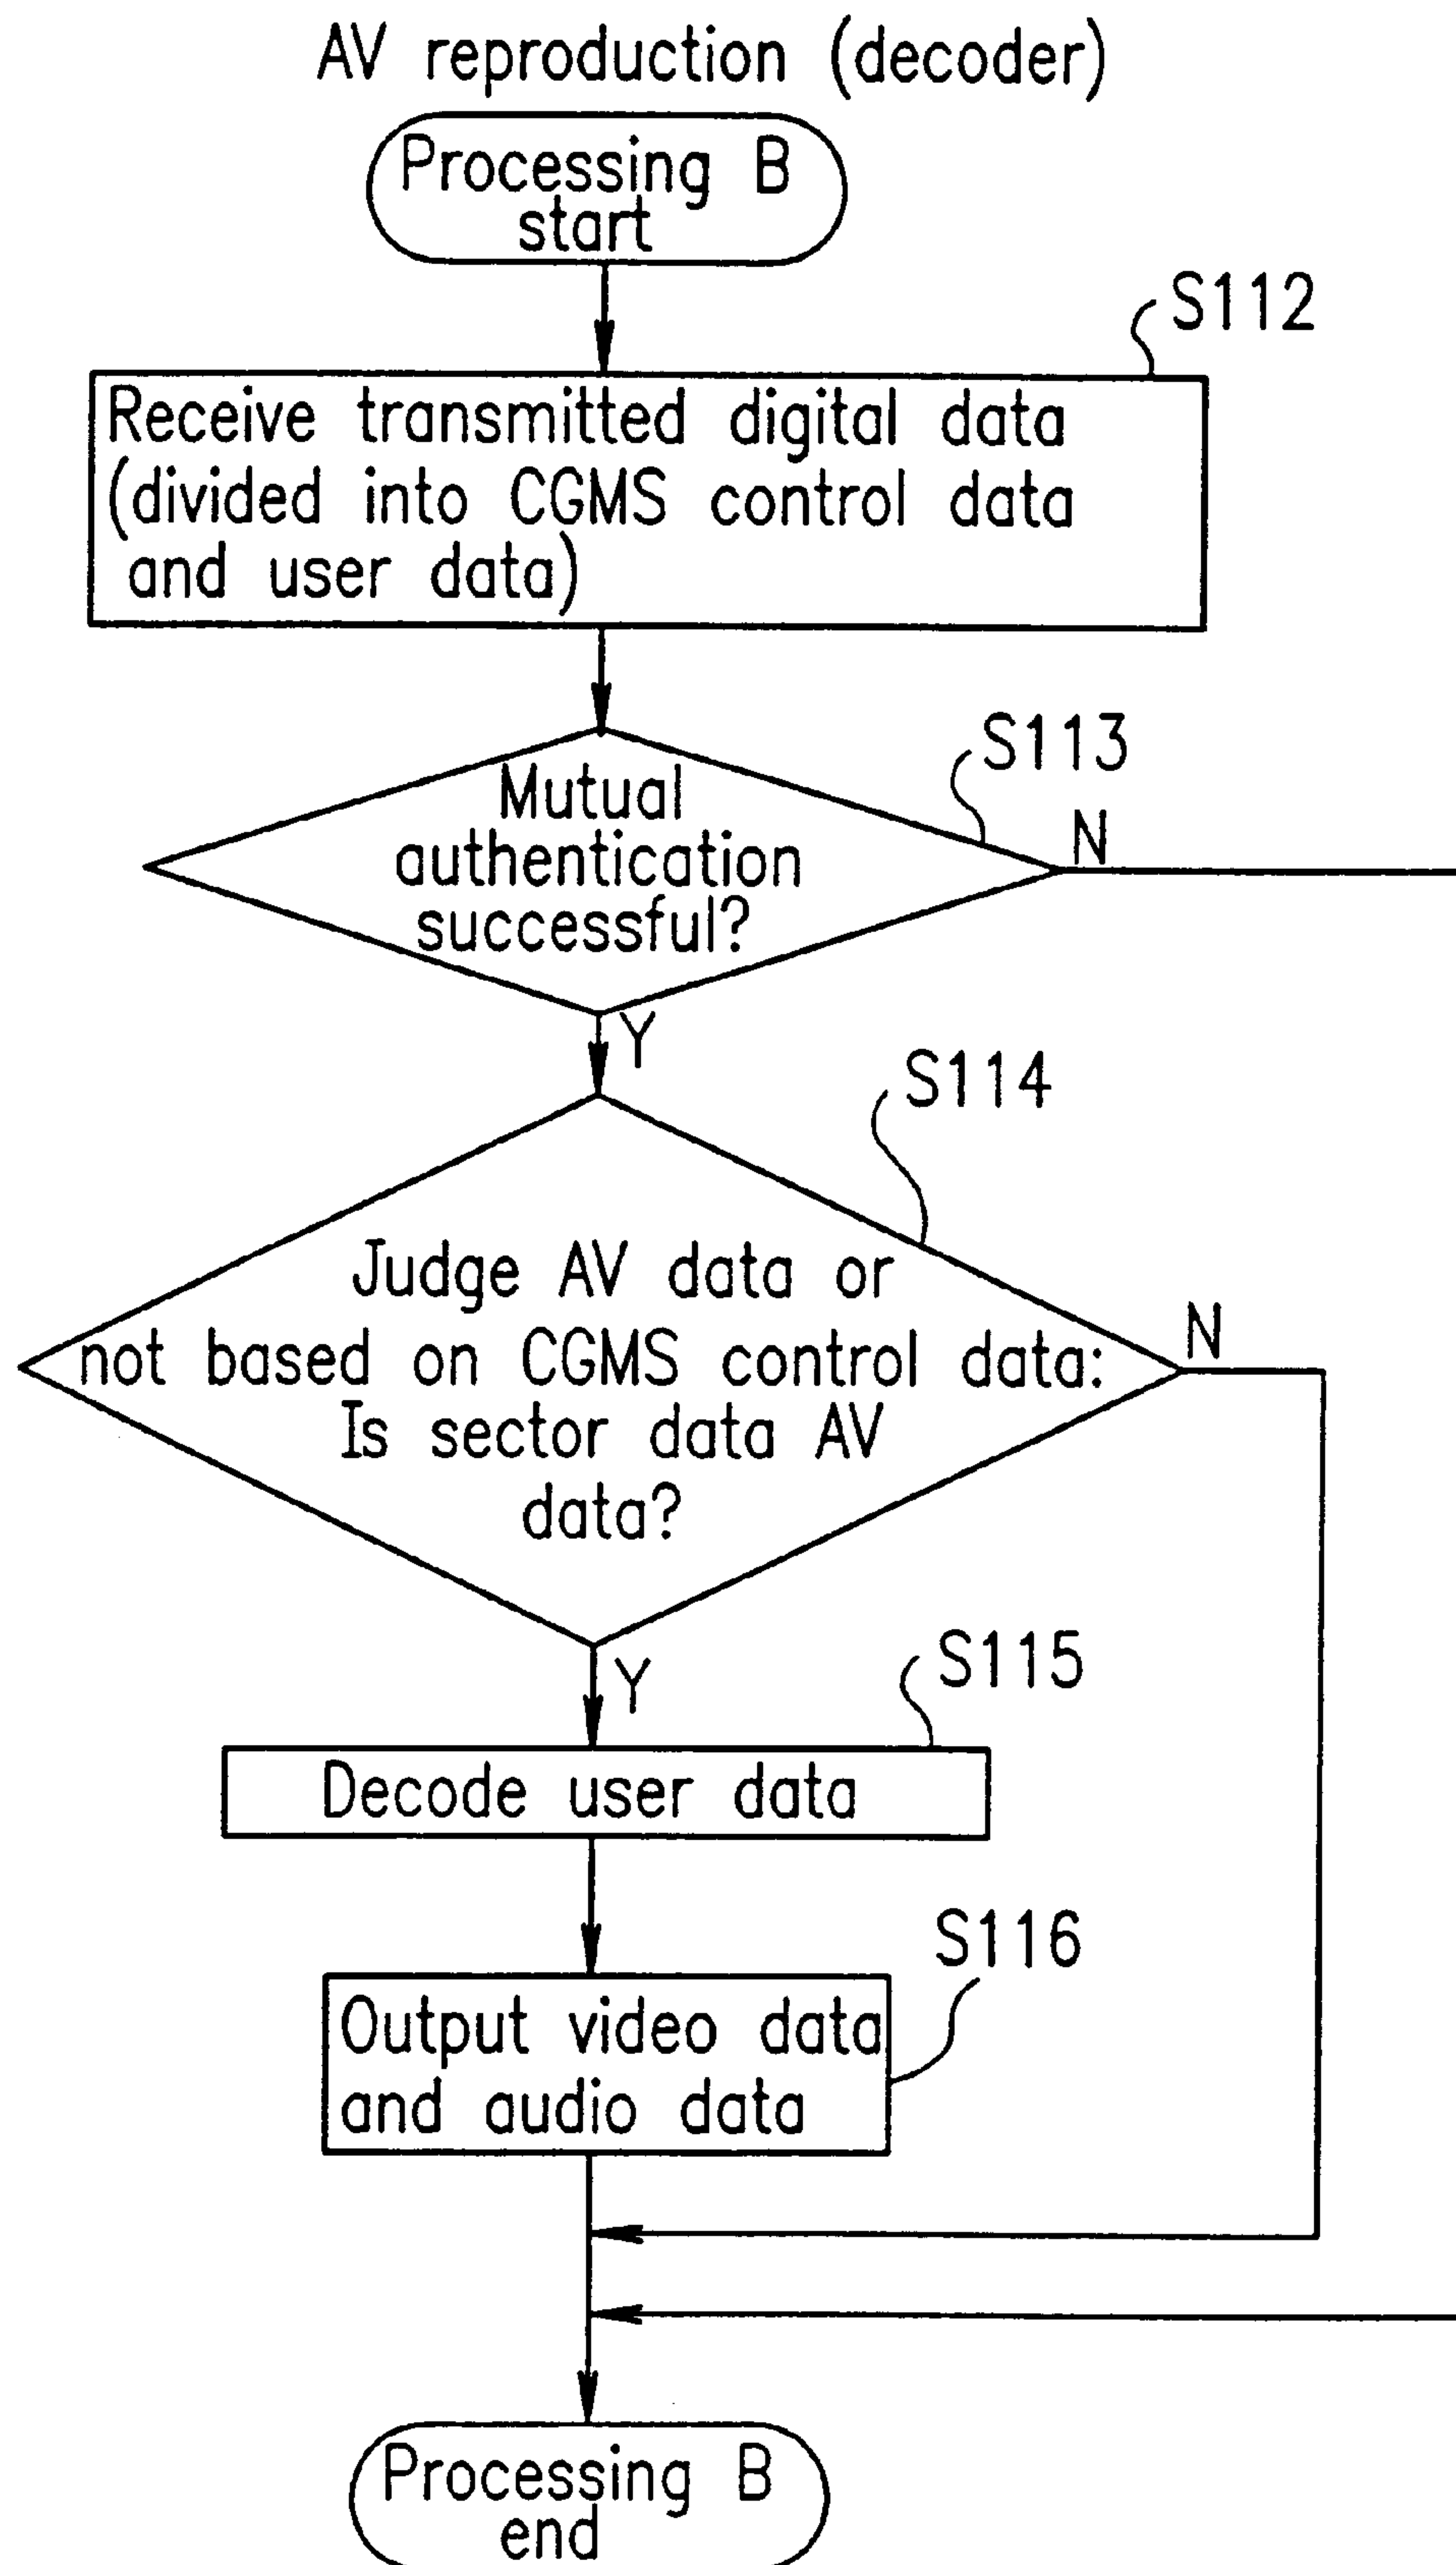 AV reproduction (decoder)
Processing B
start
S112
Receive transmitted digital data
(divided into CGMS control data
and user data)
S113
Mutual
authentication
successful?
N
Y
S114
Judge AV data or
not based on CGMS control data:
Is sector data AV
data?
N
Y
S115
Decode user data
S116
Output video data
and audio data
Processing B
end